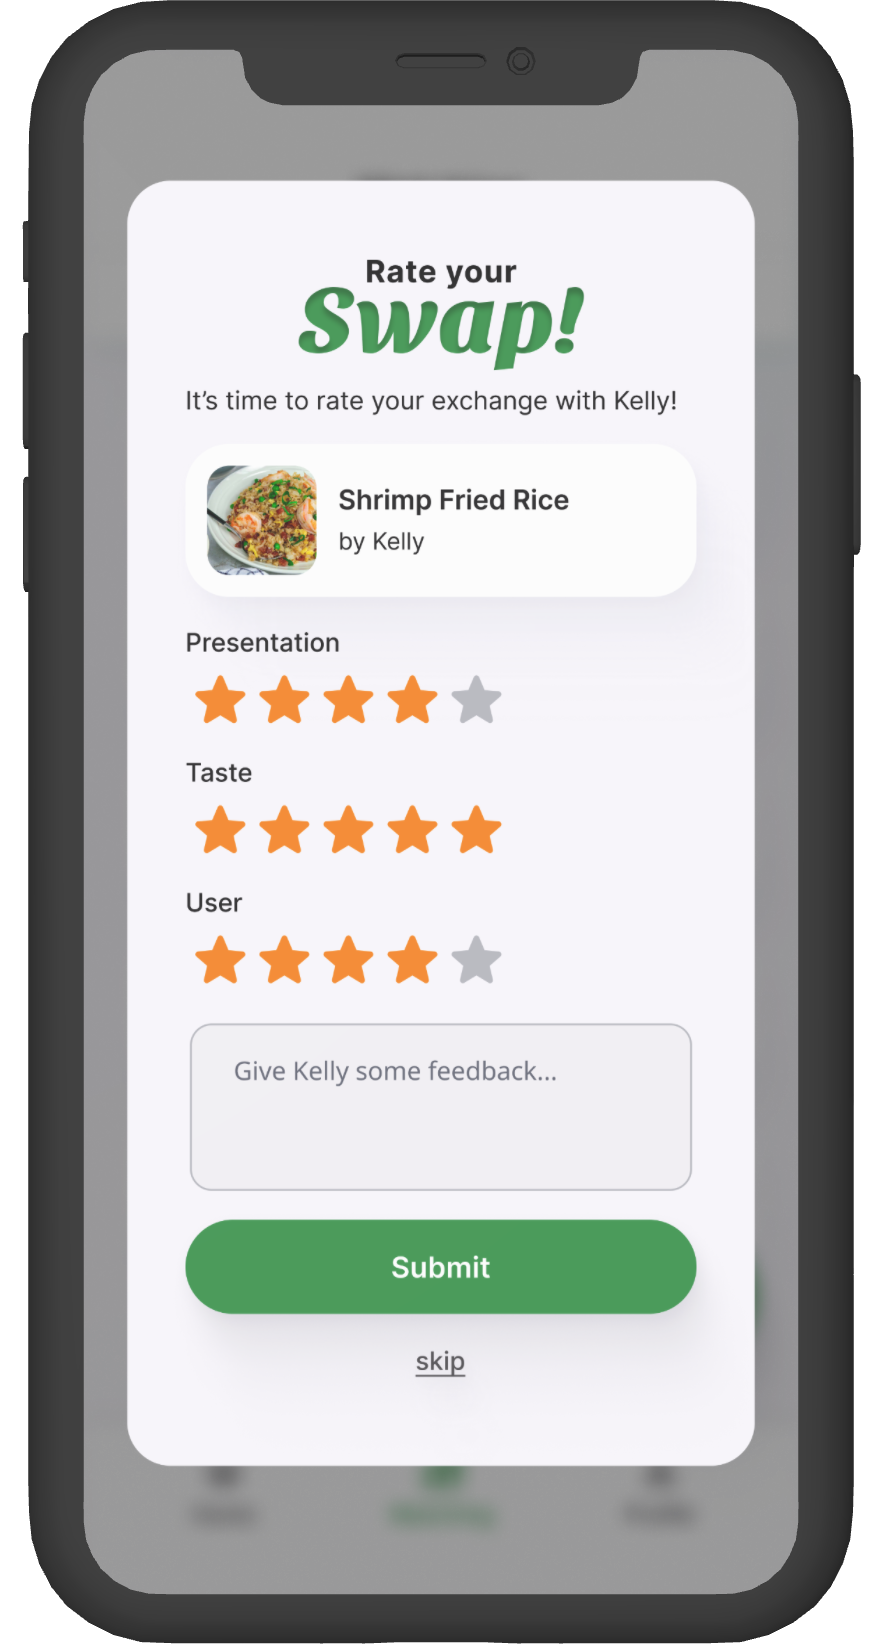 Rate your
Swap!
It’s time to rate your exchange with Kelly!
Shrimp Fried Rice
by Kelly
Presentation
Taste
User
Give Kelly some feedback...
Submit
skip